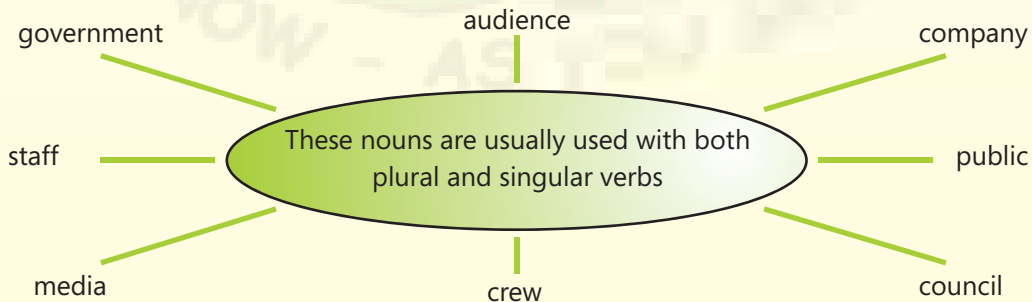 government
audience
company
These nouns are usually used with both
plural and singular verbs
staff
public
media
crew
council